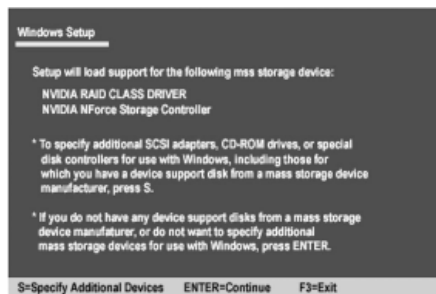 Windows Setup
Setup will load support for the following mss storage device:
NVIDIA RAID CLASS DRIVER
NVIDIA NForce Storage Controller
* To specify additional SCSI adapters, CD-ROM drives, or special
disk controllers for use with Windows, including those for
which you have a device support disk from a mass storage device
manufacturer, press S.
* If you do not have any device support disks from a mass storage
device manufaturer, or do not want to specify additional
mass storage devices for use with Windows, press ENTER.
S=Specify Additional Devices ENTER=Continue F3=Exit